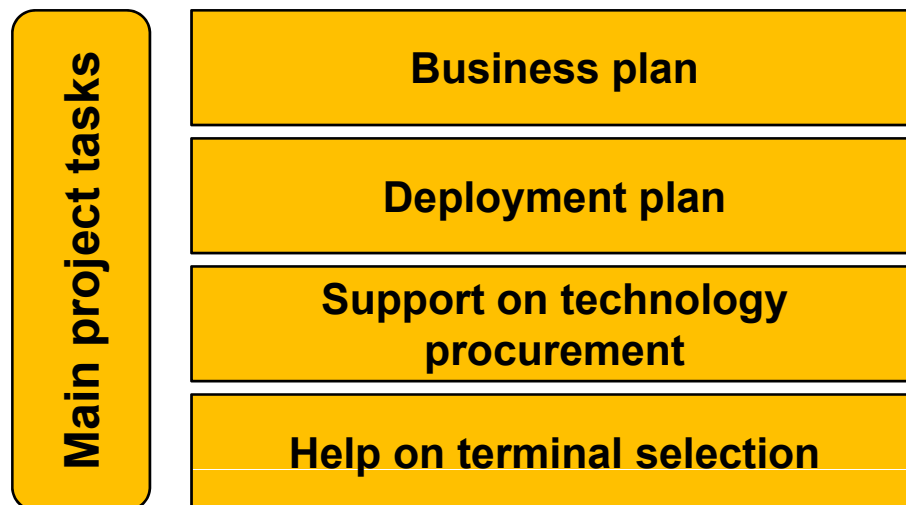 Main project tasks
Business plan
Deployment plan
Support on technology
procurement
Help on terminal selection